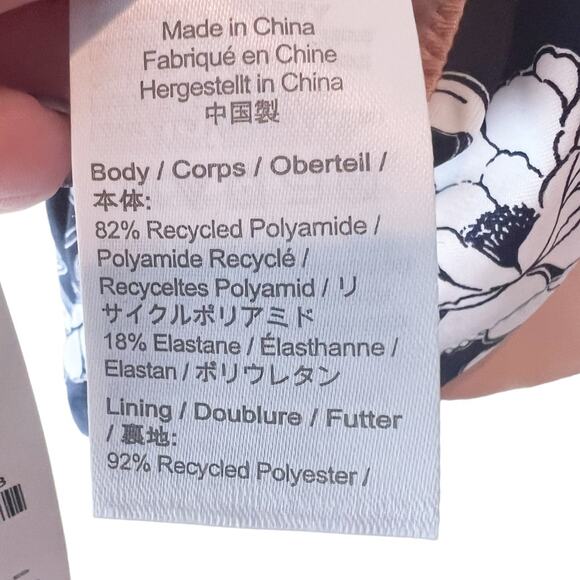 Made in China
Fabriqué en Chine
Hergestellt in China
中国製
Body / Corps / Oberteil /
本体:
82% Recycled Polyamide /
Polyamide Recyclé /
Recyceltes Polyamid / リ
サイクルポリアミド
18% Elastane / Élasthanne /
Elastan / ポリウレタン
Lining / Doublure / Futter
/ 裏地:
92% Recycled Polyester /